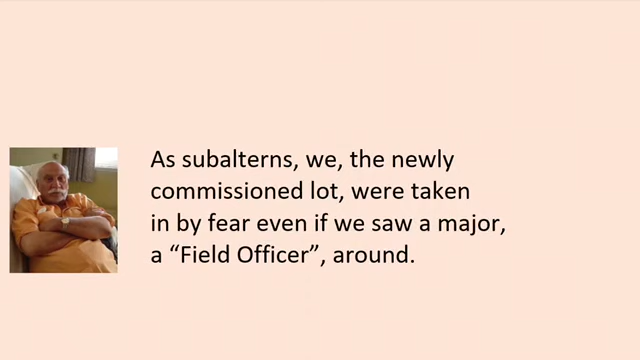 As subalterns, we, the newly
commissioned lot, were taken
in by fear even if we saw a major,
a “Field Officer”, around.